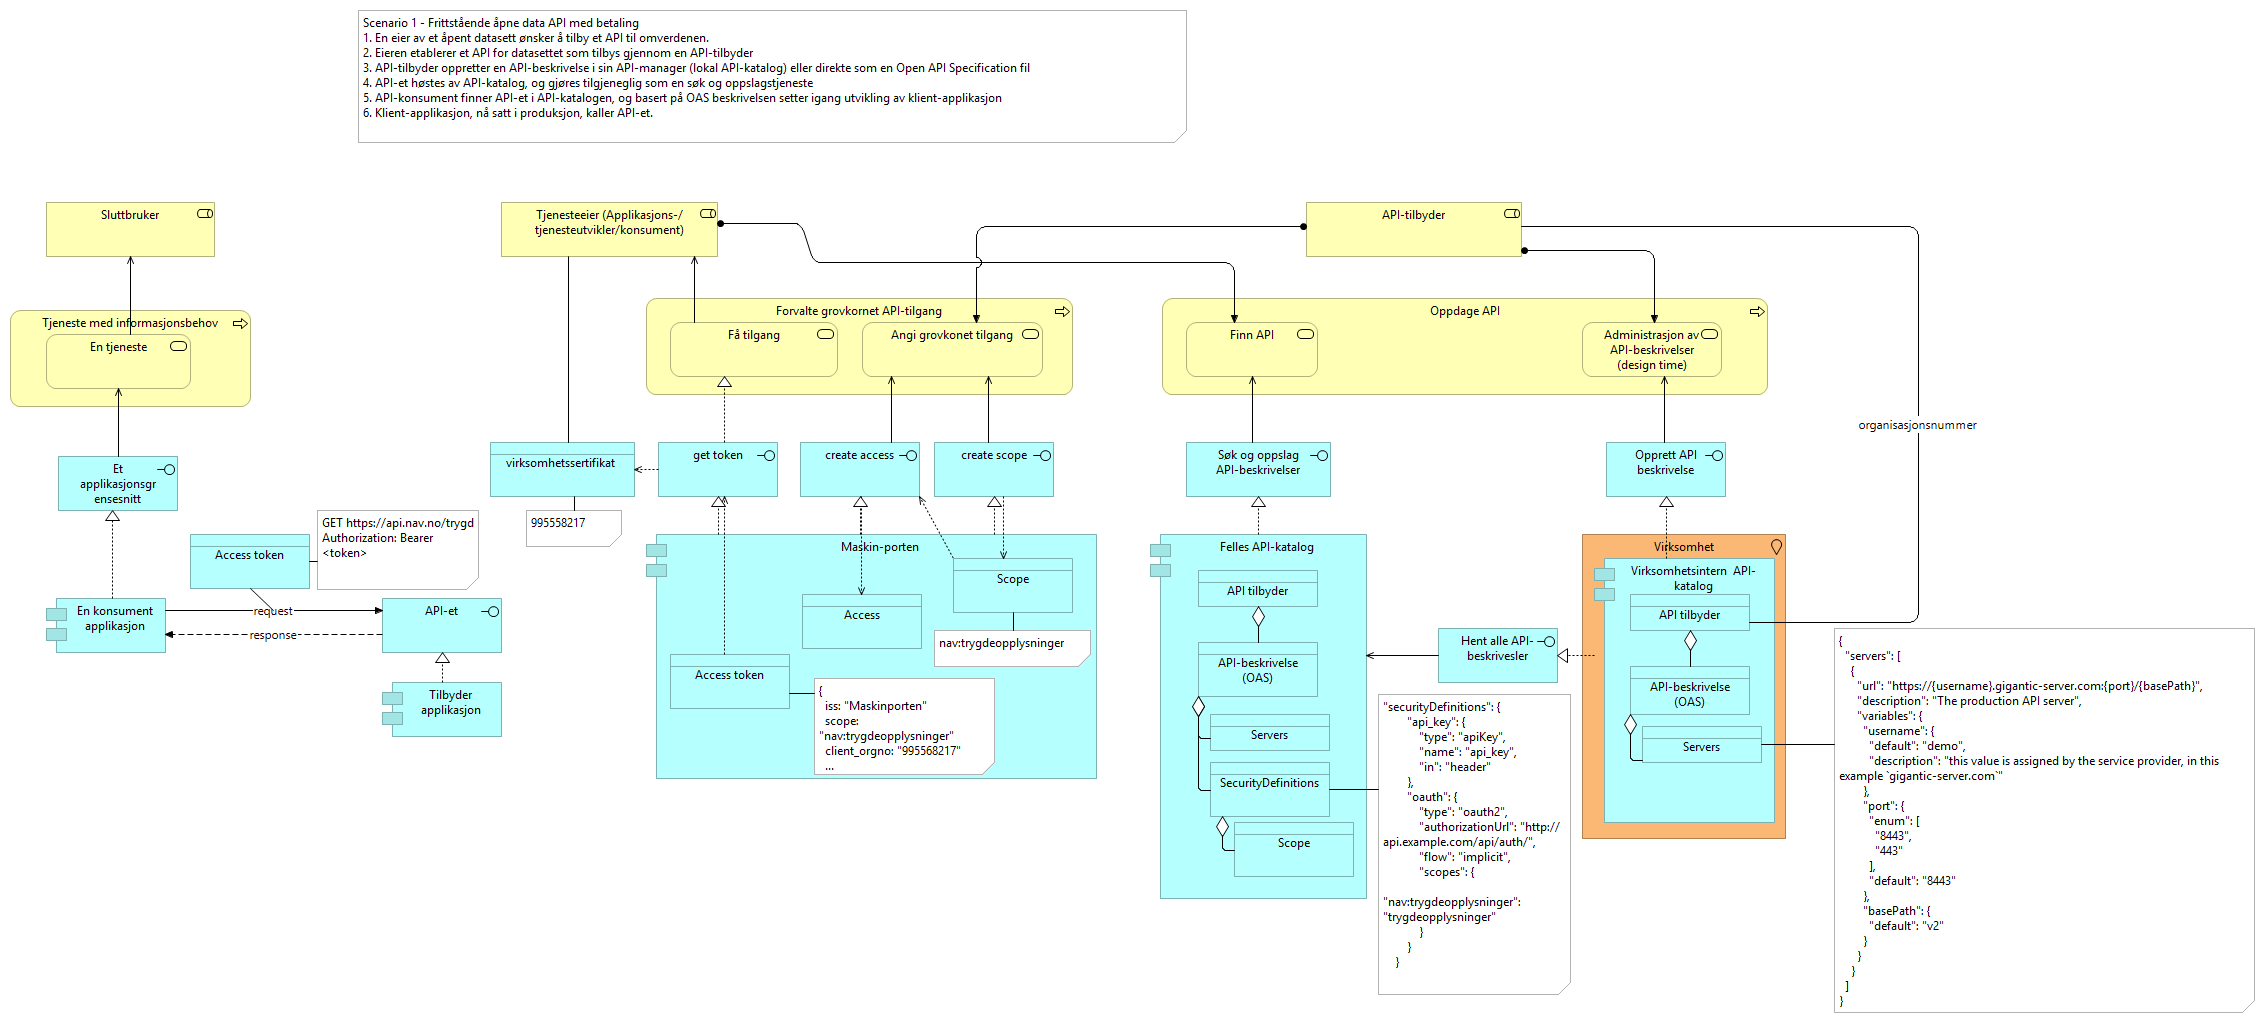 Scenario 1 - Frittstående åpne data API med betaling
1. En eier av et åpent datasett ønsker å tilby et API til omverdenen.
2. Eieren etablerer et API for datasettet som tilbys gjennom en API-tilbyder
3. API-tilbyder oppretter en API-beskrivelse i sin API-manager (lokal API-katalog) eller direkte som en Open API Specification fil
4. API-et høstes av API-katalog, og gjøres tilgjeneglig som en søk og oppslagstjeneste
5. API-konsument finner API-et i API-katalogen, og basert på OAS beskrivelsen setter igang utvikling av klient-applikasjon
6. Klient-applikasjon, nå satt i produksjon, kaller API-et.
Sluttbruker
Tjenesteeier (Applikasjons-/
tjenesteutvikler/konsument)
API-tilbyder
Tjeneste med informasjonsbehov
En tjeneste
Forvalte grovkornet API-tilgang
Få tilgang
Angi grovkonet tilgang
Oppdage API
Finn API
Administrasjon av
API-beskrivelser
(design time)
organisasjonsnummer
Et
applikasjonsgr
ensesnitt
virksomhetssertifikat
get token
create access
create scope
Søk og oppslag
API-beskrivelser
Opprett API
beskrivelse
995558217
GET https://api.nav.no/trygd
Authorization: Bearer
<token>
Access token
En konsument
applikasjon
request
response
API-et
Tilbyder
applikasjon
Maskin-porten
Scope
Access
nav:trygdeopplysninger
Access token
{
iss: "Maskinporten"
scope:
"nav:trygdeopplysninger"
client_orgno: "995568217"
...
Felles API-katalog
API tilbyder
API-beskrivelse
(OAS)
Servers
SecurityDefinitions
Scope
Hent alle API-
beskrivesler
"securityDefinitions": {
"api_key": {
"type": "apiKey",
"name": "api_key",
"in": "header"
},
"oauth": {
"type": "oauth2",
"authorizationUrl": "http://
api.example.com/api/auth/",
"flow": "implicit",
"scopes": {
"nav:trygdeopplysninger":
"trygdeopplysninger"
}
}
}
Virksomhet
Virksomhetsintern API-
katalog
API tilbyder
API-beskrivelse
(OAS)
Servers
{
"servers": [
{
"url": "https://{username}.gigantic-server.com:{port}/{basePath}",
"description": "The production API server",
"variables": {
"username": {
"default": "demo",
"description": "this value is assigned by the service provider, in this
example `gigantic-server.com`"
},
"port": {
"enum": [
"8443",
"443"
],
"default": "8443"
},
"basePath": {
"default": "v2"
}
}
}
]
}